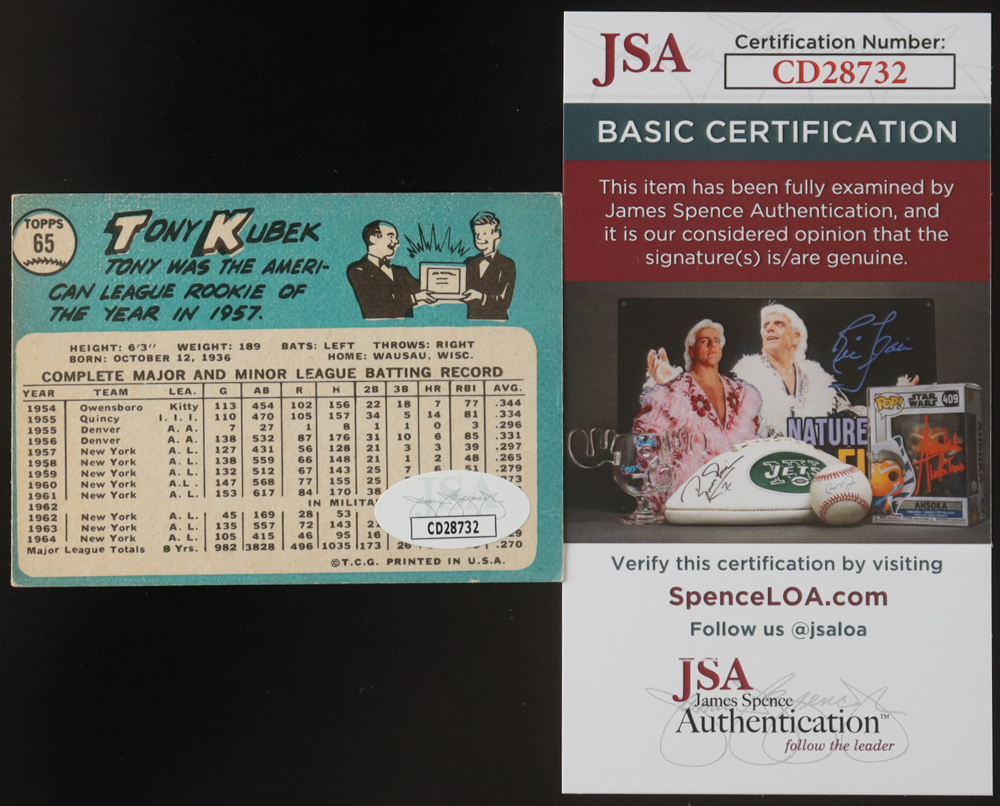 TOPPS
65
TONY KUBEK
TONY WAS THE AMERI-
CAN LEAGUE ROOKIE OF
THE YEAR IN 1957.
HEIGHT: 6'3" WEIGHT: 189 BATS: LEFT THROWS: RIGHT
BORN: OCTOBER 12, 1936 HOME: WAUSAU, WISC.
COMPLETE MAJOR AND MINOR LEAGUE BATTING RECORD
YEAR TEAM LEA. G AB R H 2B 3B HR RBI AVG.
1954 Owensboro Kitty 113 454 102 156 22 18 7 77 .344
1955 Quincy I. I. I. 110 470 105 157 34 5 14 81 .334
1955 Denver A. A. 7 27 1 8 1 1 0 3 .296
1956 Denver A. A. 138 532 87 176 31 10 6 85 .331
1957 New York A. L. 127 431 56 128 21 3 3 39 .297
1958 New York A. L. 138 559 66 148 21 1 2 48 .265
1959 New York A. L. 132 512 67 143 25 7 6 51 .279
1960 New York A. L. 147 568 77 155 25
1961 New York A. L. 153 617 84 170 38
1962 IN MILITA
1962 New York A. L. 45 169 28 53
1963 New York A. L. 135 557 72 143
1964 New York A. L. 105 415 46 95 16
Major League Totals 8 Yrs. 982 3828 496 1035 173 .270
©T.C.G. PRINTED IN U.S.A.
JSA
CD28732
JSA
Certification Number:
CD28732
BASIC CERTIFICATION
This item has been fully examined by
James Spence Authentication, and
it is our considered opinion that the
signature(s) is/are genuine.
Ric Flair
NATURE
JETS
POP! STAR WARS 409
AHSOKA
Verify this certification by visiting
SpenceLOA.com
Follow us @jsaloa
JSA
James Spence
Authentication™
follow the leader